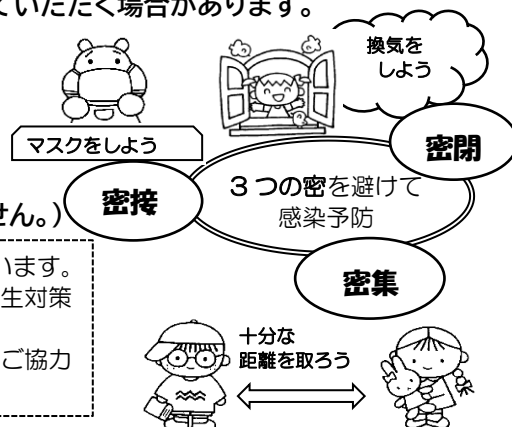 ていただく場合があります。
換気を
しよう
マスクをしよう
密閉
密接
3つの密を避けて
感染予防
せん。)
密集
います。
生対策
ご協力
十分な
距離を取ろう